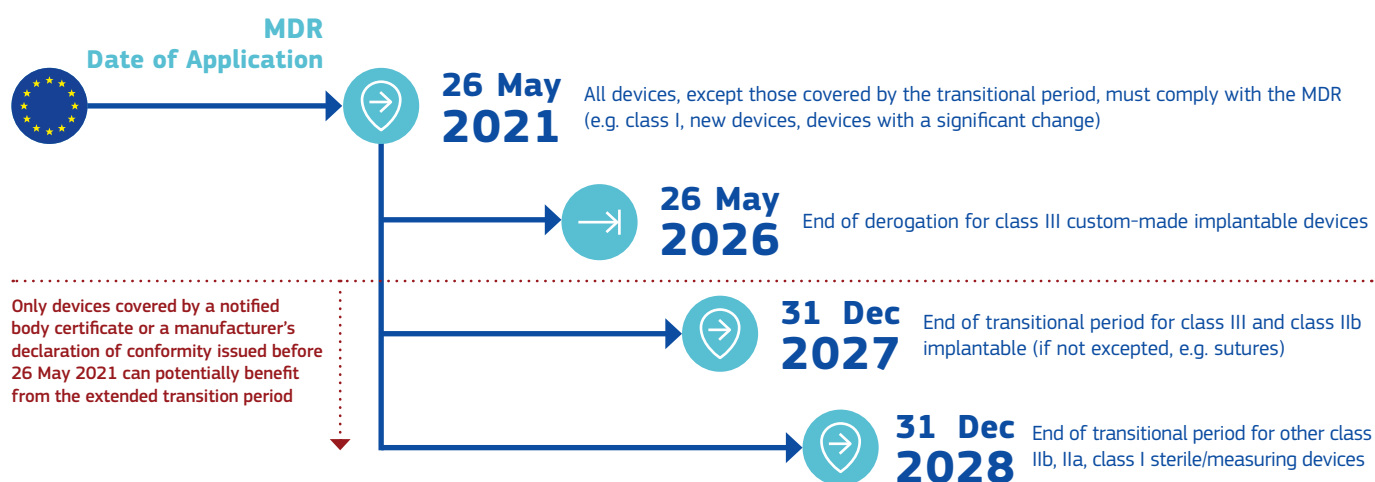 MDR
Date of Application
26 May
2021
All devices, except those covered by the transitional period, must comply with the MDR
(e.g. class I, new devices, devices with a significant change)
26 May
2026
End of derogation for class III custom-made implantable devices
Only devices covered by a notified
body certificate or a manufacturer's
declaration of conformity issued before
26 May 2021 can potentially benefit
from the extended transition period
31 Dec
2027
End of transitional period for class III and class IIb
implantable (if not excepted, e.g. sutures)
31 Dec
2028
End of transitional period for other class
IIb, IIa, class I sterile/measuring devices